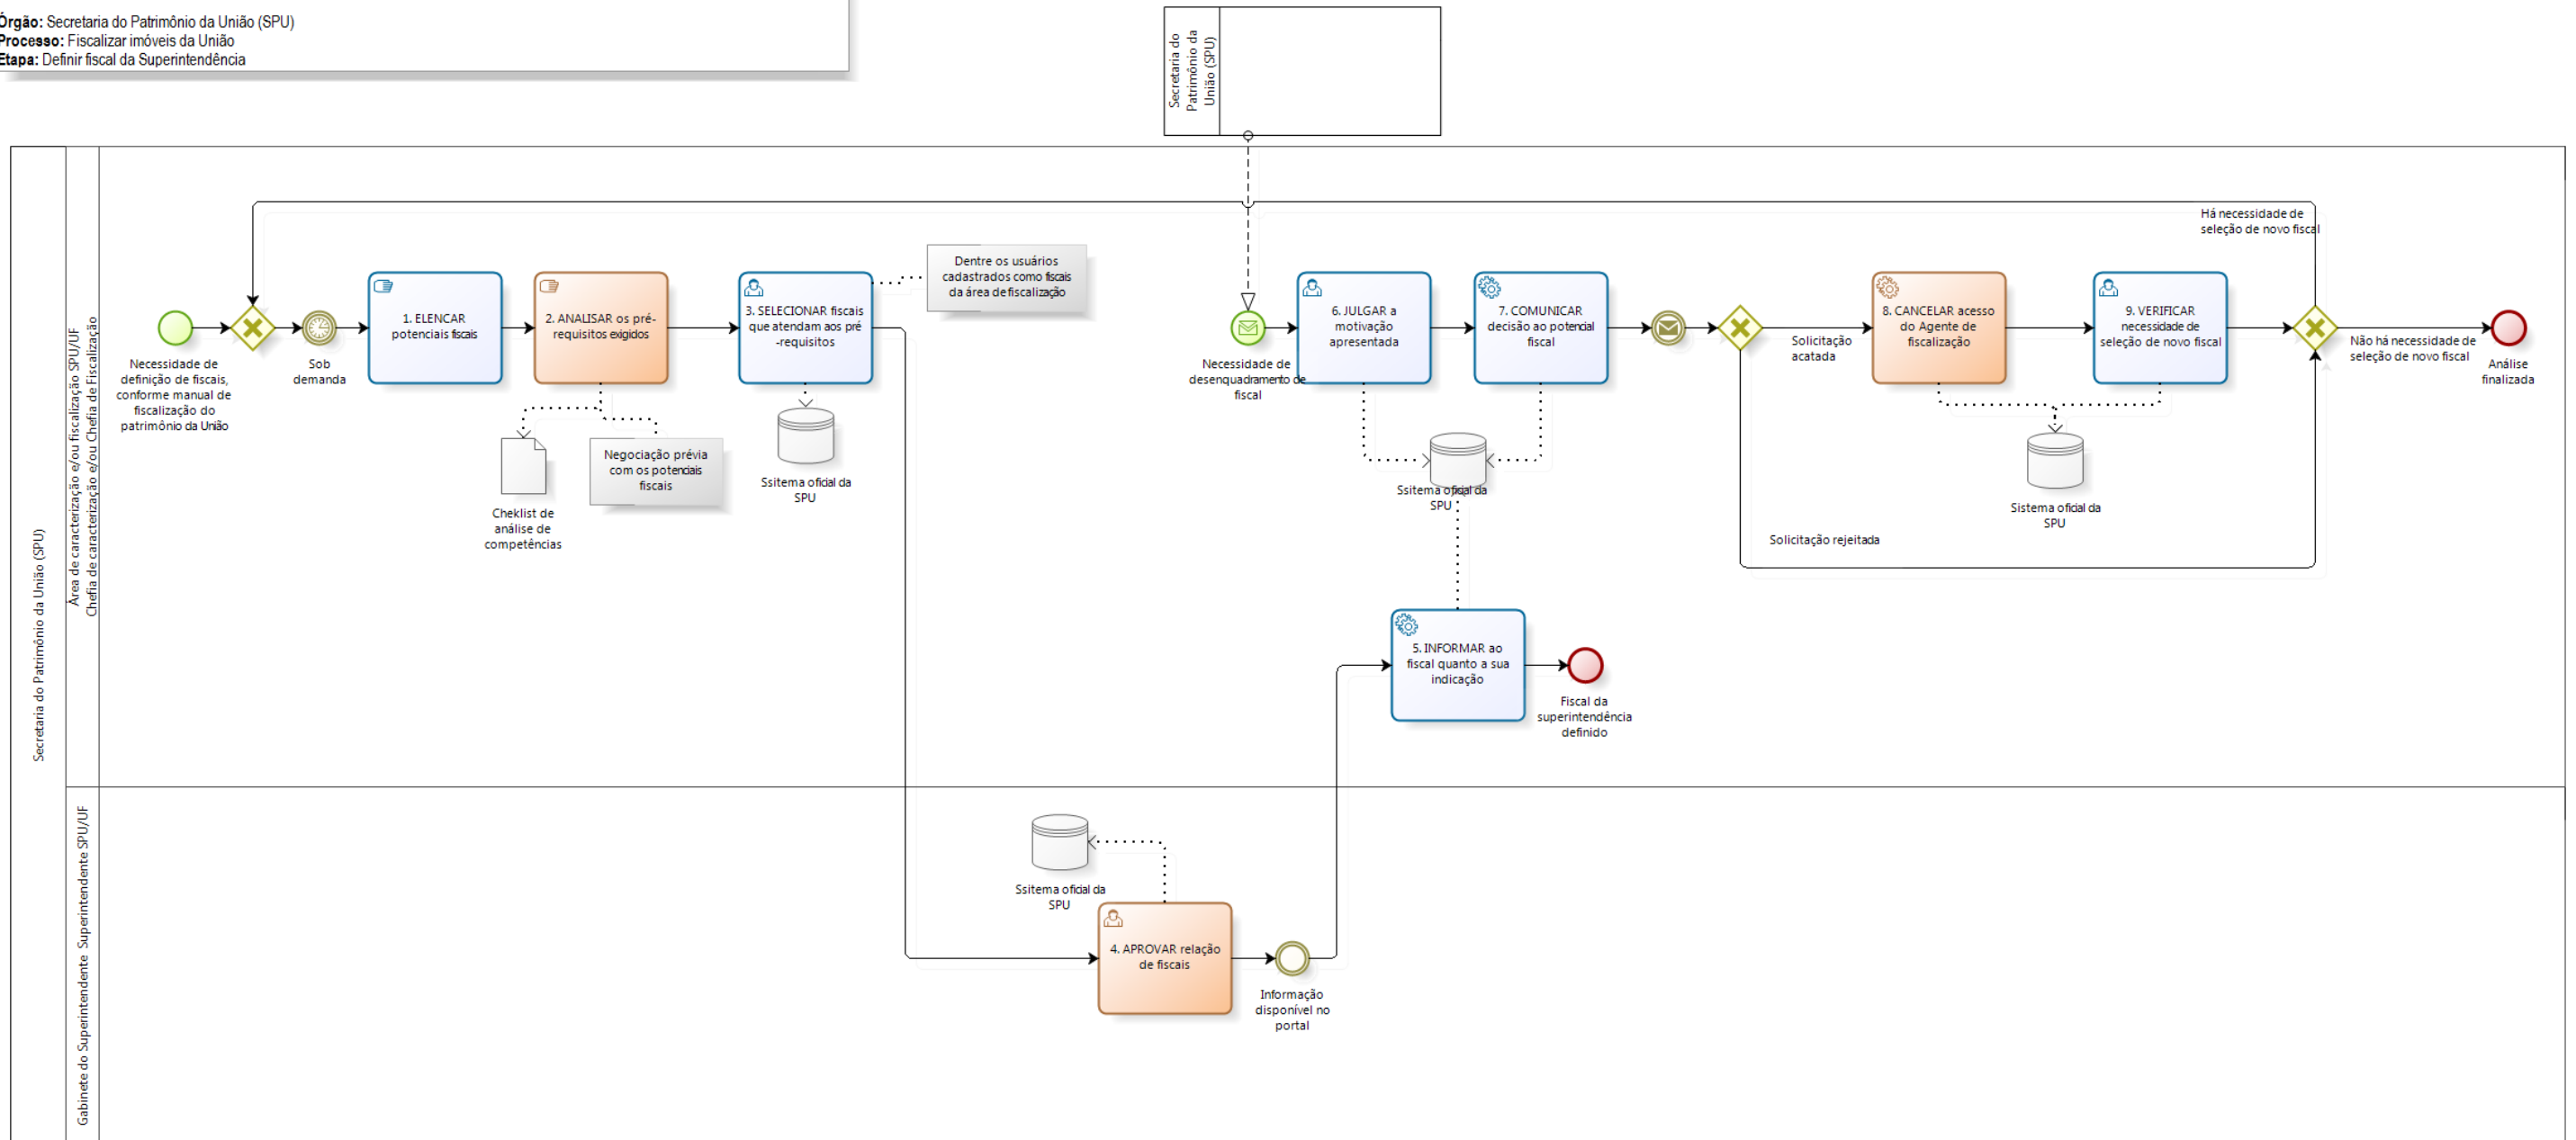 Órgão: Secretaria do Patrimônio da União (SPU)
Processo: Fiscalizar imóveis da União
Etapa: Definir fiscal da Superintendência
Secretaria do
Patrimônio da
União (SPU)
Secretaria do Patrimônio da União (SPU)
Área de caracterização e/ou fiscalização SPU/UF
Chefia de caracterização e/ou Chefia de Fiscalização
Há necessidade de
seleção de novo fiscal
Dentre os usuários
cadastrados como fiscais
da área de fiscalização
Necessidade de
definição de fiscais,
conforme manual de
fiscalização do
patrimônio da União
Sob
demanda
1. ELENCAR
potenciais fiscais
2. ANALISAR os pré-
requisitos exigidos
3. SELECIONAR fiscais
que atendam aos pré
-requisitos
Necessidade de
desenquadramento de
fiscal
6. JULGAR a
motivação
apresentada
7. COMUNICAR
decisão ao potencial
fiscal
Solicitação
acatada
8. CANCELAR acesso
do Agente de
fiscalização
9. VERIFICAR
necessidade de
seleção de novo fiscal
Não há necessidade de
seleção de novo fiscal
Análise
finalizada
Cheklist de
análise de
competências
Negociação prévia
com os potenciais
fiscais
Ssitema oficial da
SPU
Ssitema oficial da
SPU
Sistema oficial da
SPU
Solicitação rejeitada
5. INFORMAR ao
fiscal quanto a sua
indicação
Fiscal da
superintendência
definido
Gabinete do Superintendente Superintendente SPU/UF
Ssitema oficial da
SPU
4. APROVAR relação
de fiscais
Informação
disponível no
portal